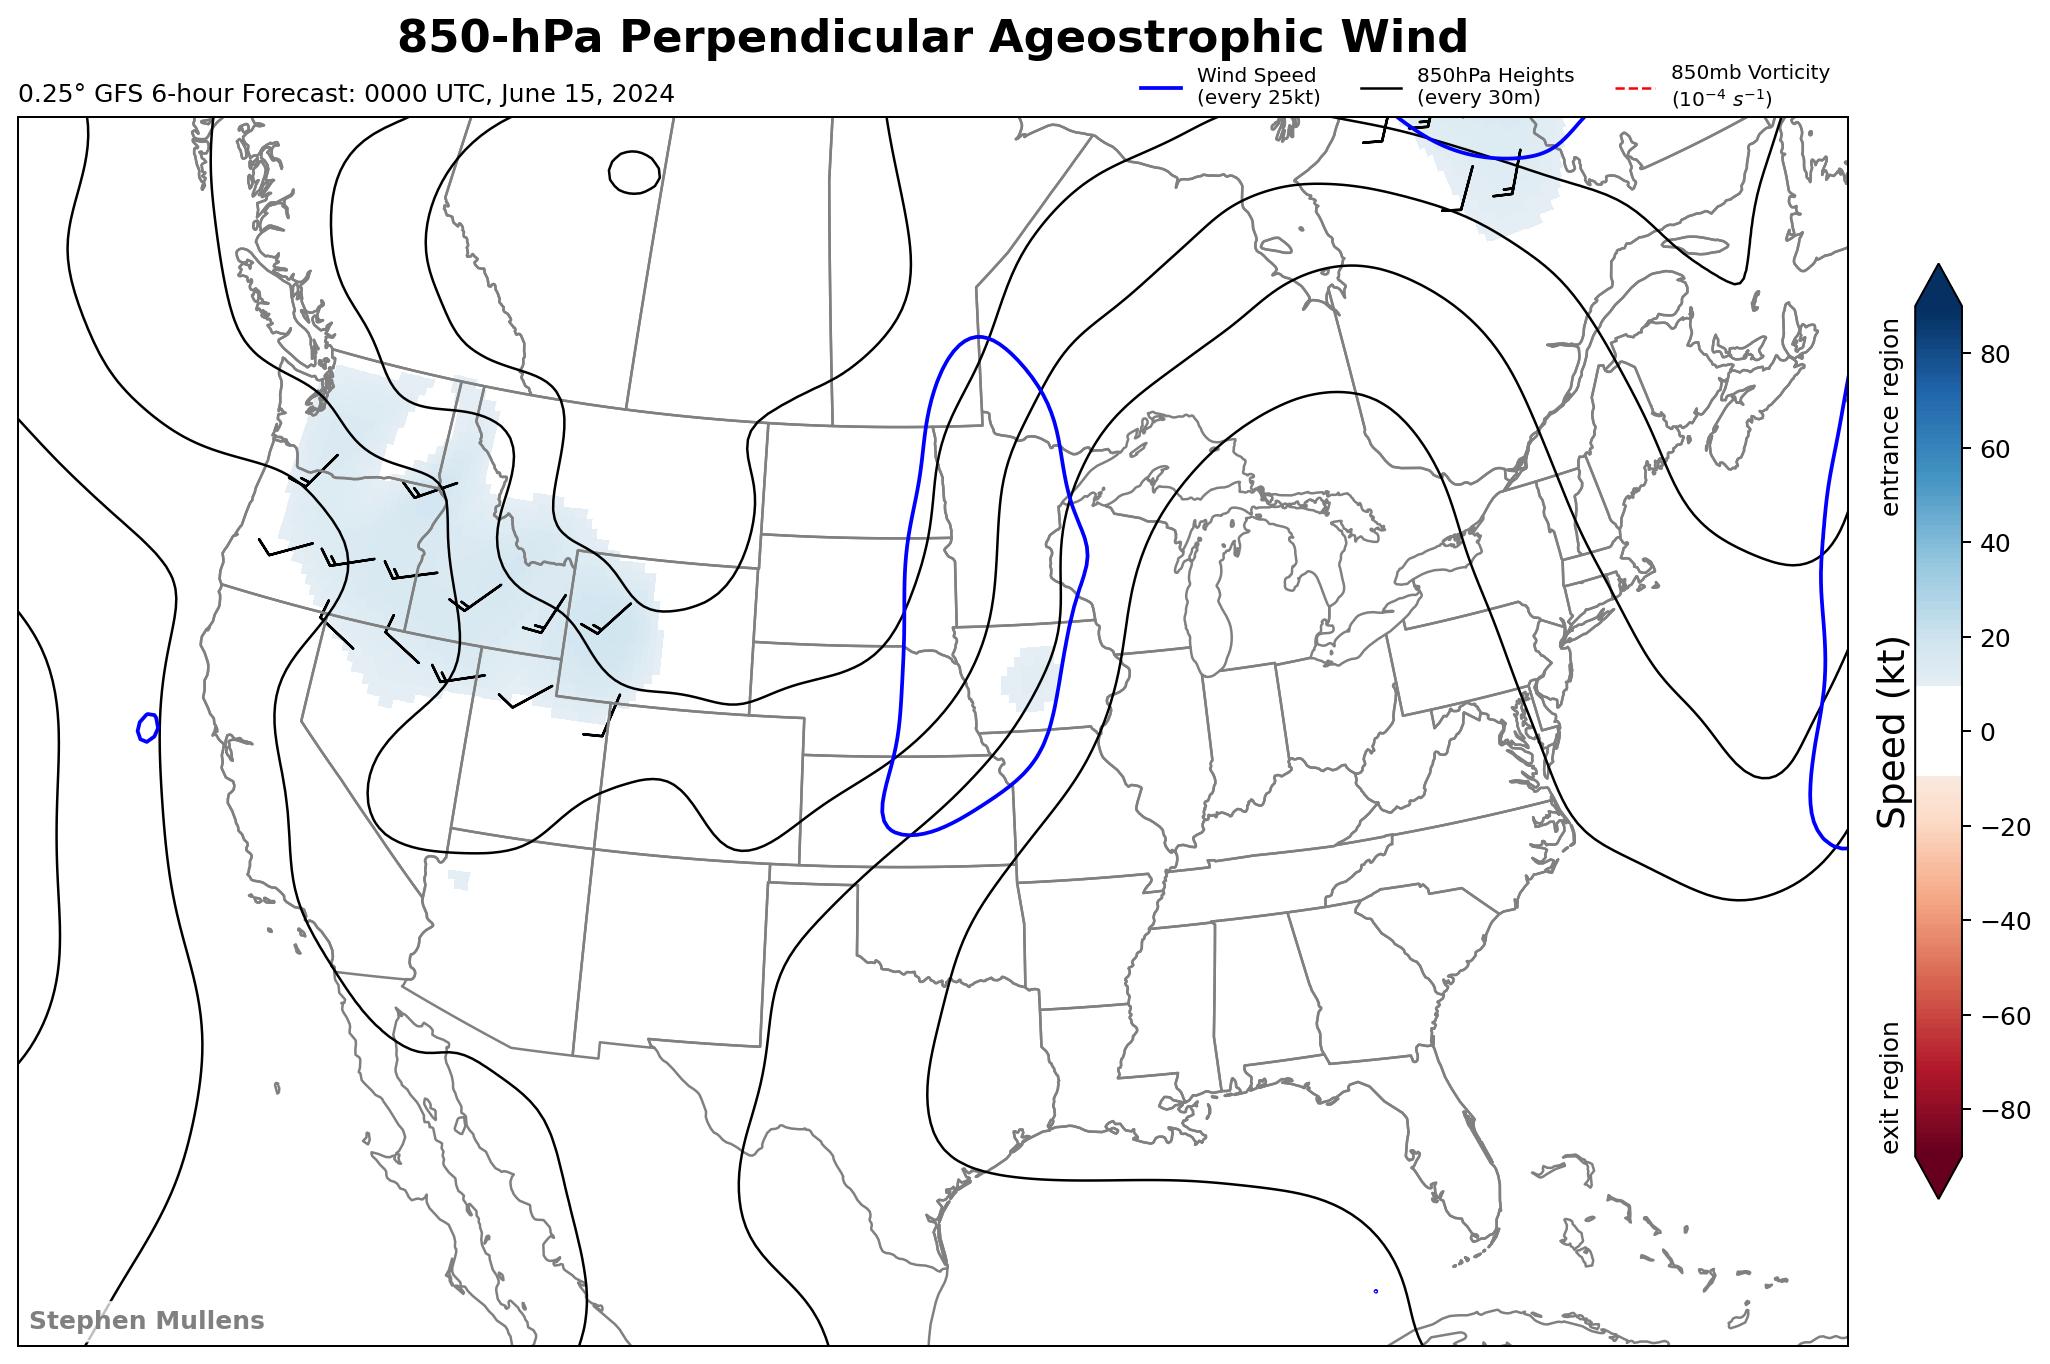 850-hPa Perpendicular Ageostrophic Wind
0.25° GFS 6-hour Forecast: 0000 UTC, June 15, 2024
Wind Speed
(every 25kt)
850hPa Heights
(every 30m)
850mb Vorticity
(10⁻⁴ s⁻¹)
entrance region
Speed (kt)
exit region
80
60
40
20
0
−20
−40
−60
−80
Stephen Mullens